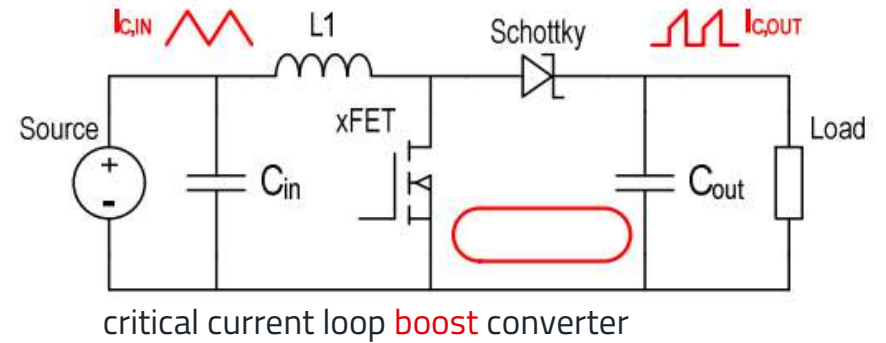 IC,IN
L1
Schottky
IC,OUT
xFET
Source
Load
+
-
Cin
Cout
critical current loop boost converter